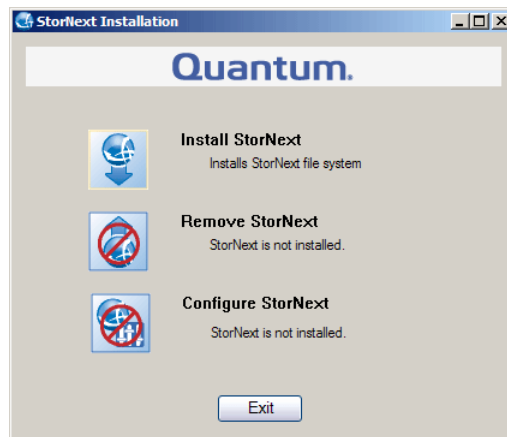 StorNext Installation
Quantum.
Install StorNext
Installs StorNext file system
Remove StorNext
StorNext is not installed.
Configure StorNext
StorNext is not installed.
Exit